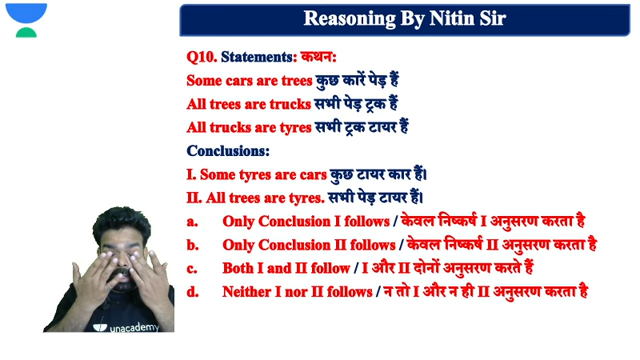 Reasoning By Nitin Sir
Q10. Statements: कथन:
Some cars are trees कुछ कारें पेड़ हैं
All trees are trucks सभी पेड़ ट्रक हैं
All trucks are tyres सभी ट्रक टायर हैं
Conclusions:
I. Some tyres are cars कुछ टायर कार हैं।
II. All trees are tyres. सभी पेड़ टायर हैं।
a. Only Conclusion I follows / केवल निष्कर्ष I अनुसरण करता है
b. Only Conclusion II follows / केवल निष्कर्ष II अनुसरण करता है
c. Both I and II follow / I और II दोनों अनुसरण करते हैं
d. Neither I nor II follows / न तो I और न ही II अनुसरण करता है
unacademy